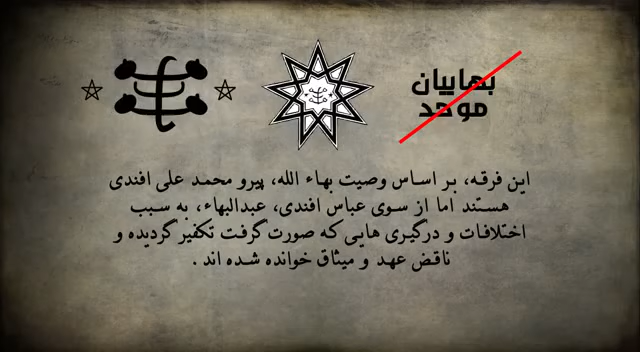 بهاییان
موحد
این فرقه، بر اساس وصیت بهاء الله، پیرو محمد علی افندی
هستند اما از سوی عباس افندی، عبدالبهاء، به سبب
اختلافات و درگیری هایی که صورت گرفت تکفیر گردیده و
ناقض عهد و میثاق خوانده شده اند .